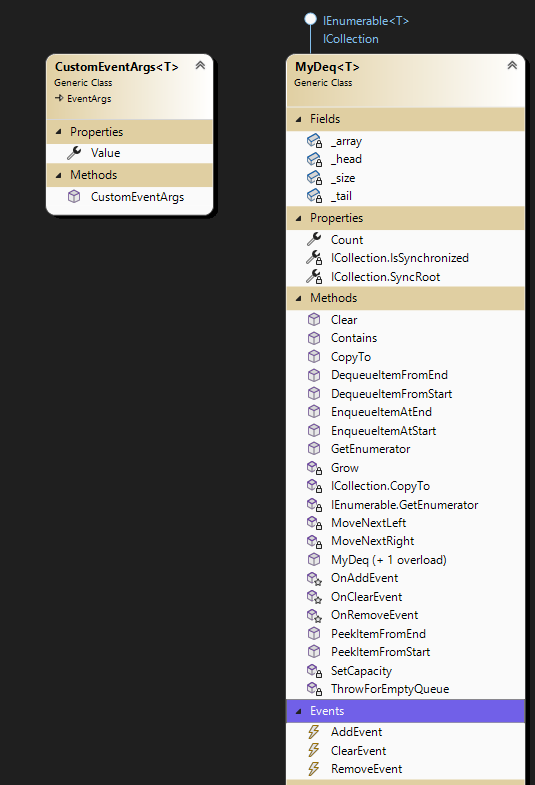 IEnumerable<T>
ICollection
CustomEventArgs<T>
Generic Class
EventArgs
Properties
Value
Methods
CustomEventArgs
MyDeq<T>
Generic Class
Fields
_array
_head
_size
_tail
Properties
Count
ICollection.IsSynchronized
ICollection.SyncRoot
Methods
Clear
Contains
CopyTo
DequeueItemFromEnd
DequeueItemFromStart
EnqueueItemAtEnd
EnqueueItemAtStart
GetEnumerator
Grow
ICollection.CopyTo
IEnumerable.GetEnumerator
MoveNextLeft
MoveNextRight
MyDeq (+ 1 overload)
OnAddEvent
OnClearEvent
OnRemoveEvent
PeekItemFromEnd
PeekItemFromStart
SetCapacity
ThrowForEmptyQueue
Events
AddEvent
ClearEvent
RemoveEvent